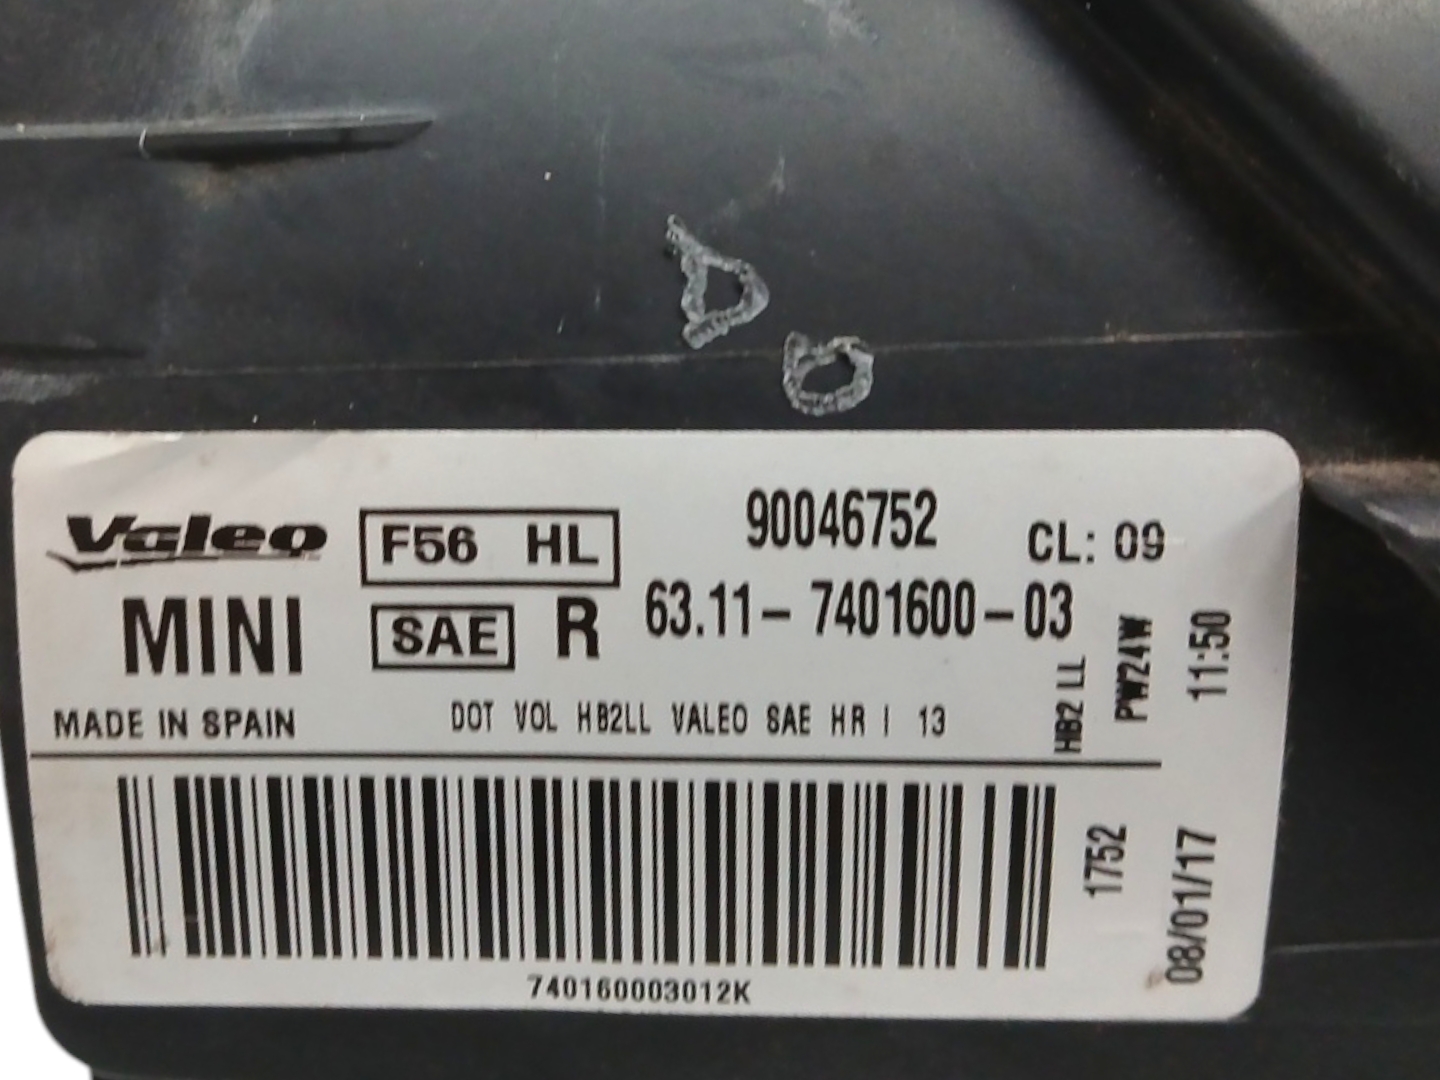 D
6
Valeo F56 HL 90046752 CL: 09
MINI SAE R 63.11-7401600-03
MADE IN SPAIN DOT VOL HB2LL VALEO SAE HR I 13
HB2 LL
PW24W
11:50
1752
08/01/17
740160003012K